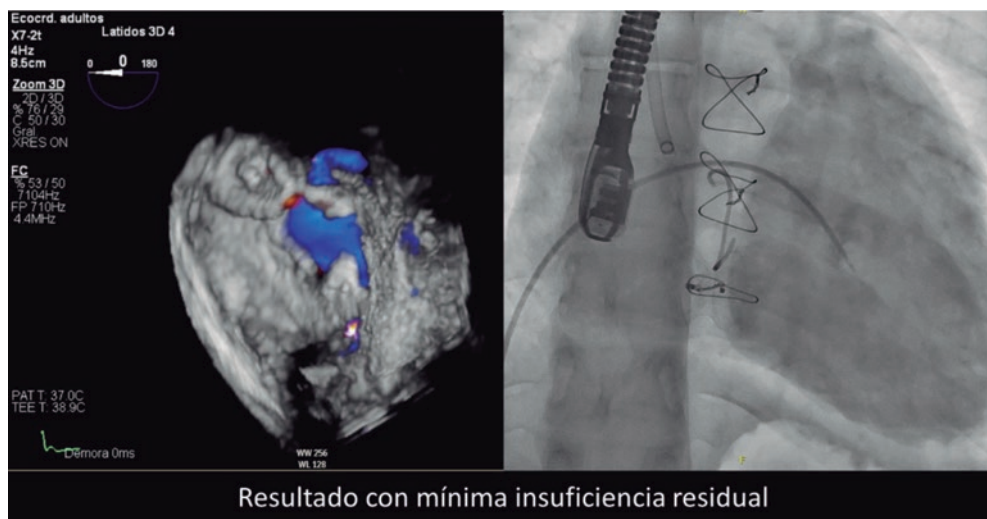 Ecocrd. adultos
X7-2t
4Hz
8.5cm
Latidos 3D 4
0 0 180
Zoom 3D
2D / 3D
% 76 / 29
C 50 / 30
Gral
XRES ON
FC
% 53 / 50
7104Hz
FP 710Hz
4.4MHz
PAT T: 37.0C
TEE T: 38.9C
Demora 0ms
WW 256
WL 128
F
Resultado con mínima insuficiencia residual